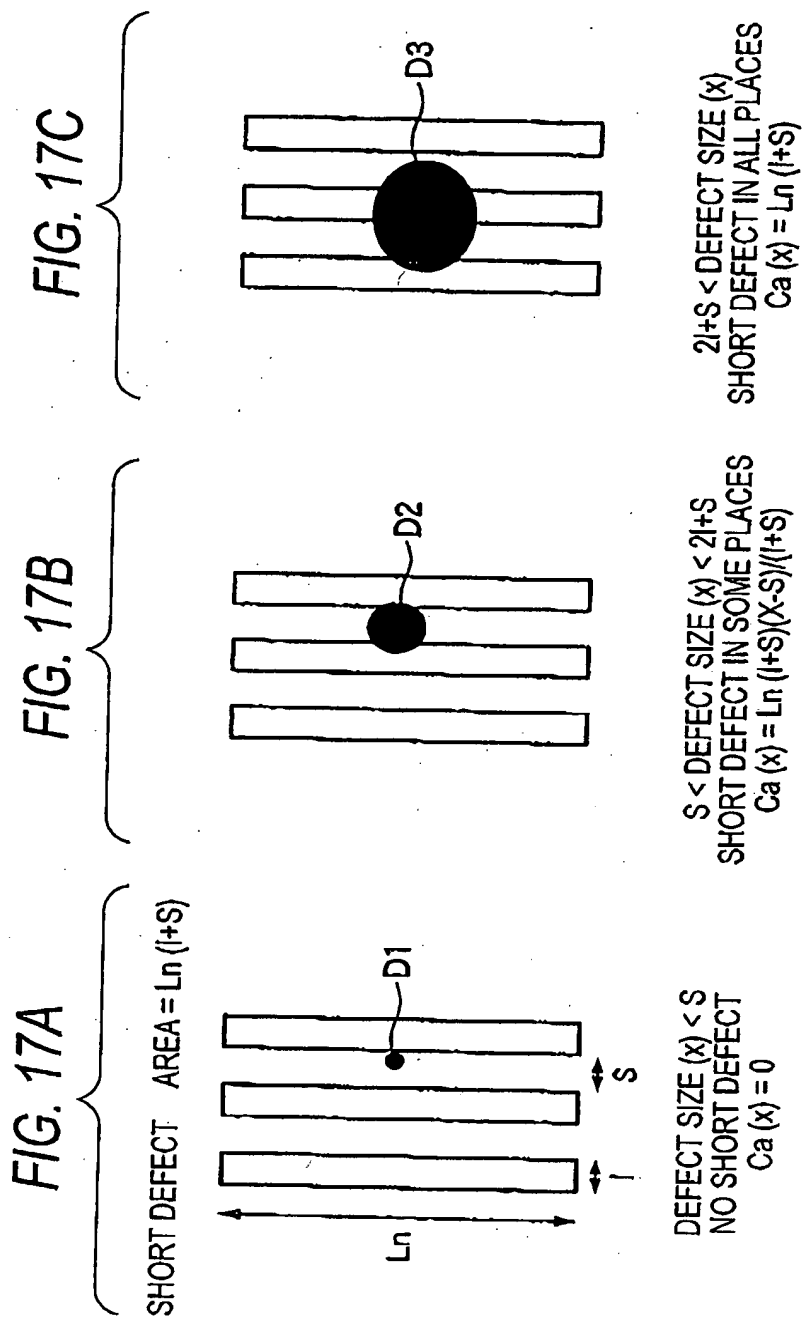 FIG. 17A
SHORT DEFECT AREA = Ln (l+S)
D1
Ln
l
S
DEFECT SIZE (x) < S
NO SHORT DEFECT
Ca (x) = 0
FIG. 17B
D2
S < DEFECT SIZE (x) < 2l+S
SHORT DEFECT IN SOME PLACES
Ca (x) = Ln (l+S)(X-S)/(l+S)
FIG. 17C
D3
2l+S < DEFECT SIZE (x)
SHORT DEFECT IN ALL PLACES
Ca (x) = Ln (l+S)